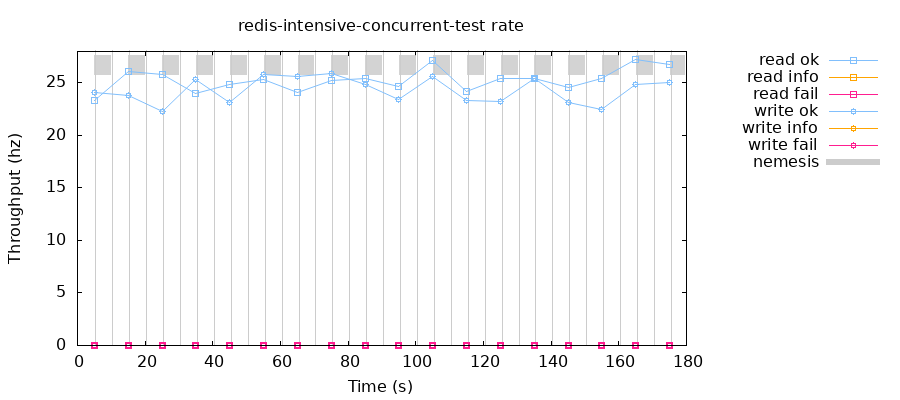 redis-intensive-concurrent-test rate
Throughput (hz)
25
20
15
10
5
0
0 20 40 60 80 100 120 140 160 180
Time (s)
read ok
read info
read fail
write ok
write info
write fail
nemesis